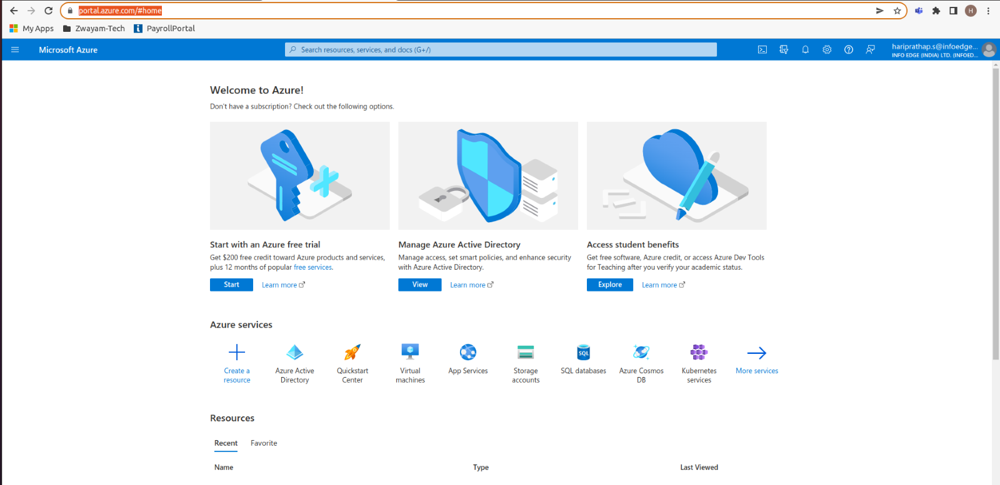 portal.azure.com/#home
H
My Apps Zwayam-Tech i PayrollPortal
Microsoft Azure
Search resources, services, and docs (G+/)
hariprathap.s@infoedge...
INFO EDGE (INDIA) LTD. (INFOED...
Welcome to Azure!
Don't have a subscription? Check out the following options.
Start with an Azure free trial
Get $200 free credit toward Azure products and services,
plus 12 months of popular free services.
Start Learn more
Manage Azure Active Directory
Manage access, set smart policies, and enhance security
with Azure Active Directory.
View Learn more
Access student benefits
Get free software, Azure credit, or access Azure Dev Tools
for Teaching after you verify your academic status.
Explore Learn more
Azure services
SQL
Create a
resource
Azure Active
Directory
Quickstart
Center
Virtual
machines
App Services
Storage
accounts
SQL databases
Azure Cosmos
DB
Kubernetes
services
More services
Resources
Recent Favorite
Name Type Last Viewed